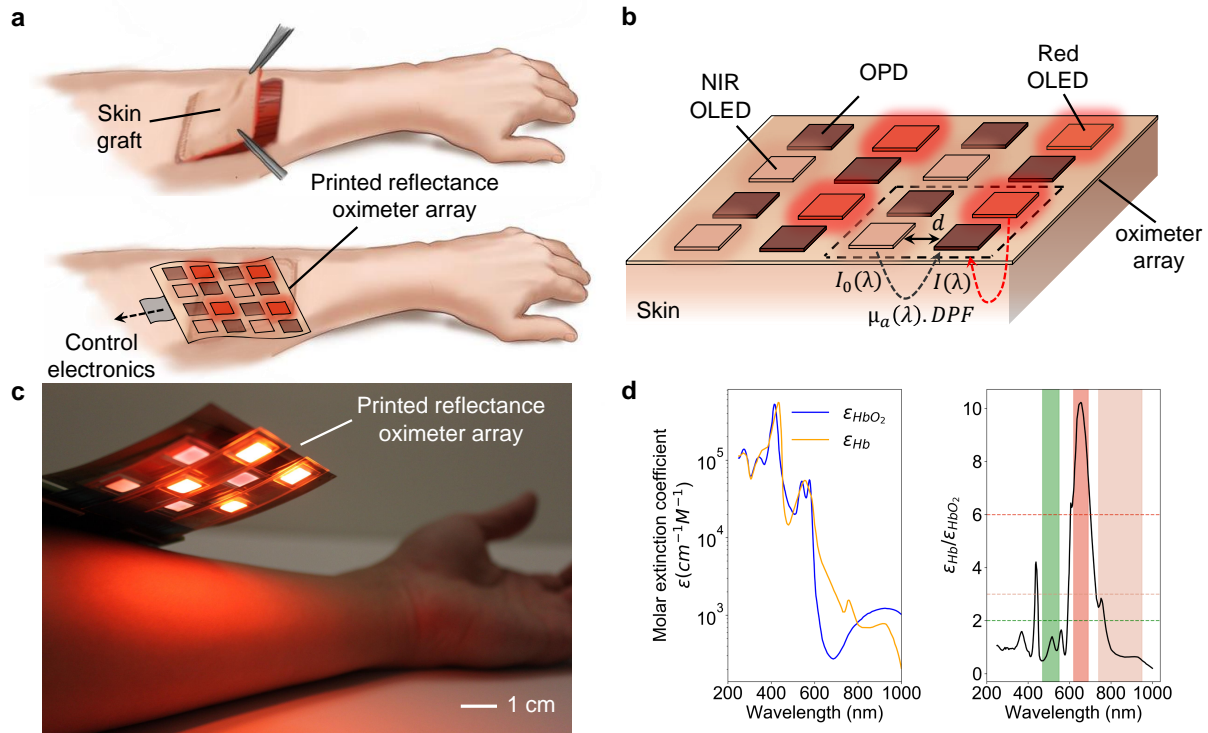 a
Skin
graft
Printed reflectance
oximeter array
Control
electronics
b
NIR
OLED
OPD
Red
OLED
d
I₀(λ)
I(λ)
μₐ(λ).DPF
Skin
oximeter
array
c
Printed reflectance
oximeter array
1 cm
d
Molar extinction coefficient
ε(cm⁻¹M⁻¹)
10⁵
10⁴
10³
ε_HbO₂
ε_Hb
200 400 600 800 1000
Wavelength (nm)
ε_Hb/ε_HbO₂
10
8
6
4
2
0
200 400 600 800 1000
Wavelength (nm)